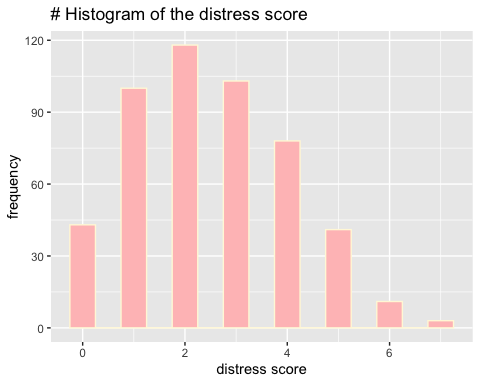 # Histogram of the distress score
120
90
60
30
0
frequency
0 2 4 6
distress score